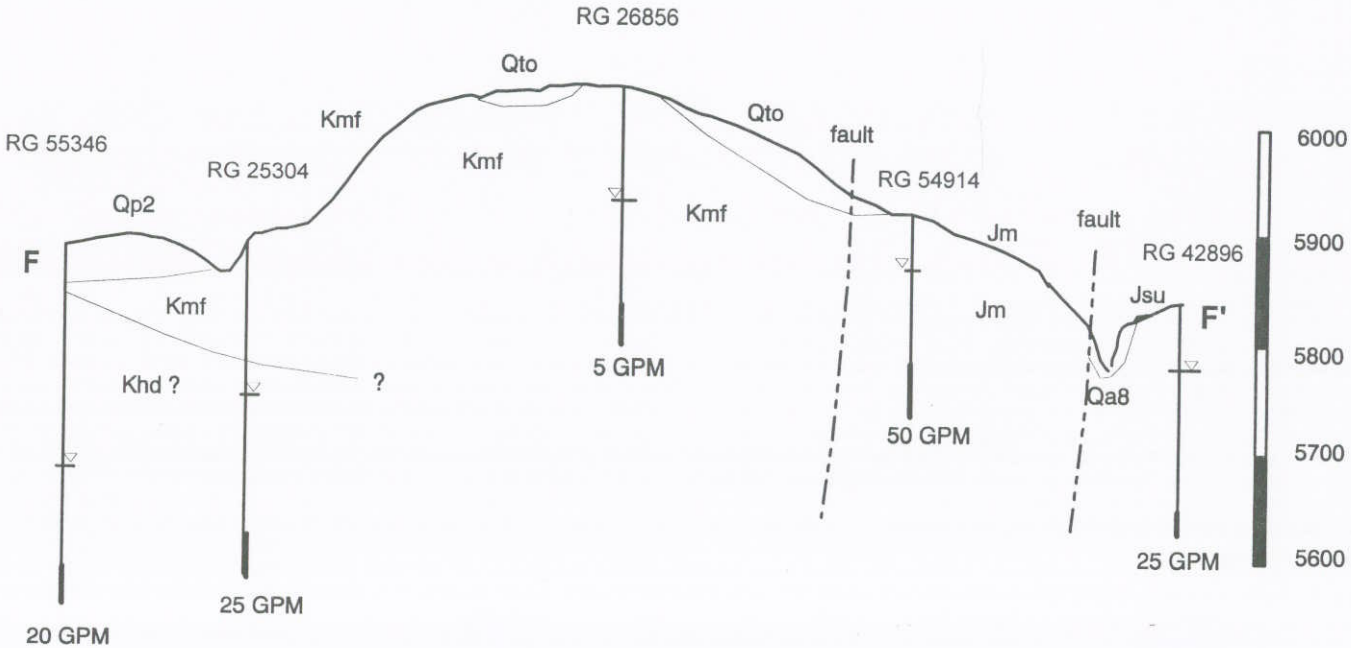 RG 26856
Qto
Kmf
Qto
fault
6000
RG 55346
RG 25304
Kmf
RG 54914
Qp2
Kmf
fault
Jm
RG 42896
5900
F
Kmf
Jm
Jsu
F'
Khd ?
?
5 GPM
Qa8
5800
50 GPM
5700
25 GPM
5600
25 GPM
20 GPM